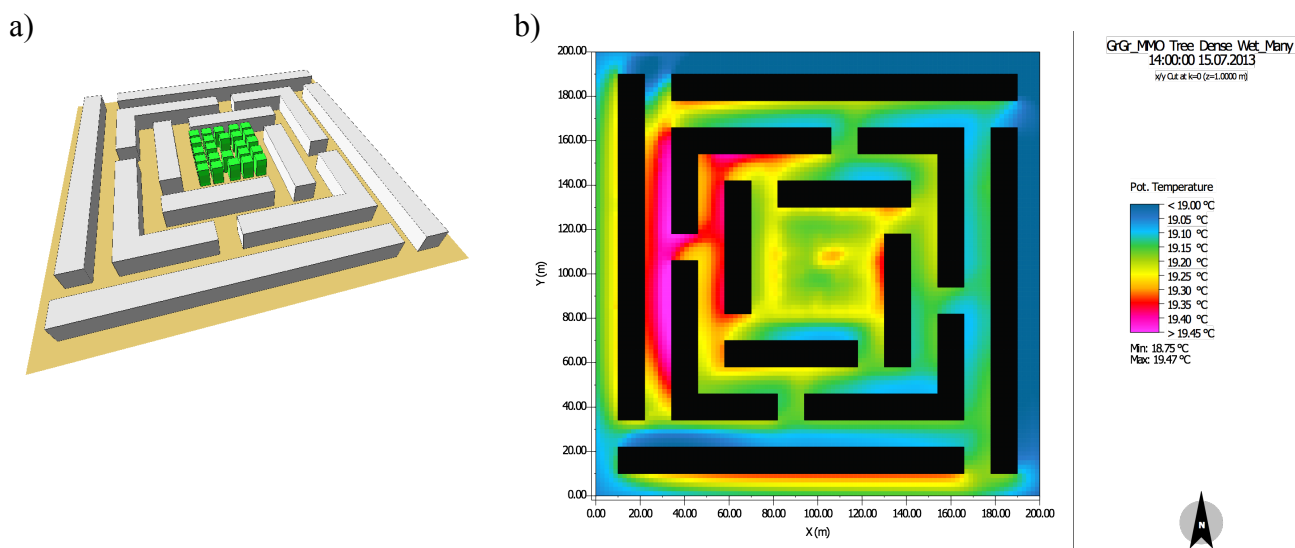 a)
b)
GrGr_MMO Tree Dense Wet_Many
14:00:00 15.07.2013
x/y Cut at k=0 (z=1.0000 m)
200.00
180.00
160.00
140.00
120.00
100.00
80.00
60.00
40.00
20.00
0.00
Y (m)
0.00 20.00 40.00 60.00 80.00 100.00 120.00 140.00 160.00 180.00 200.00
X (m)
Pot. Temperature
< 19.00 °C
19.05 °C
19.10 °C
19.15 °C
19.20 °C
19.25 °C
19.30 °C
19.35 °C
19.40 °C
> 19.45 °C
Min: 18.75 °C
Max: 19.47 °C
N